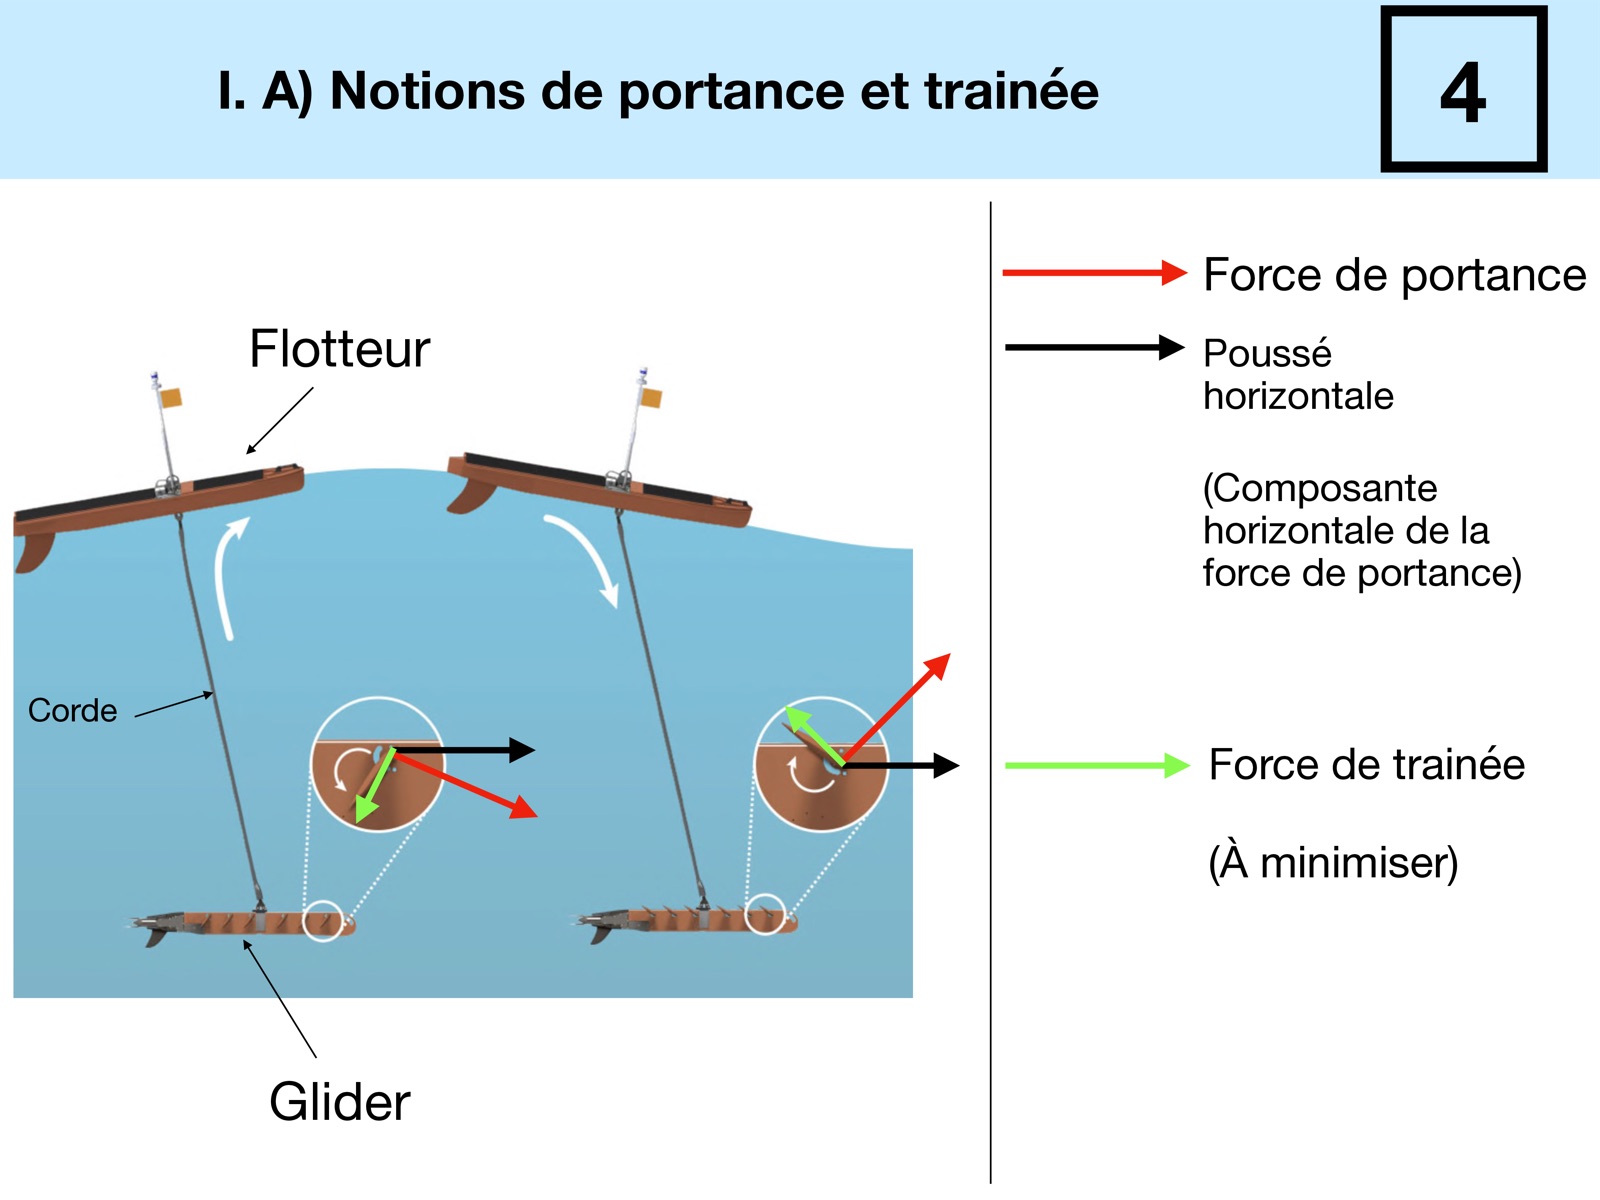 I. A) Notions de portance et trainée
4
Flotteur
Corde
Glider
Force de portance
Poussé
horizontale
(Composante
horizontale de la
force de portance)
Force de trainée
(À minimiser)